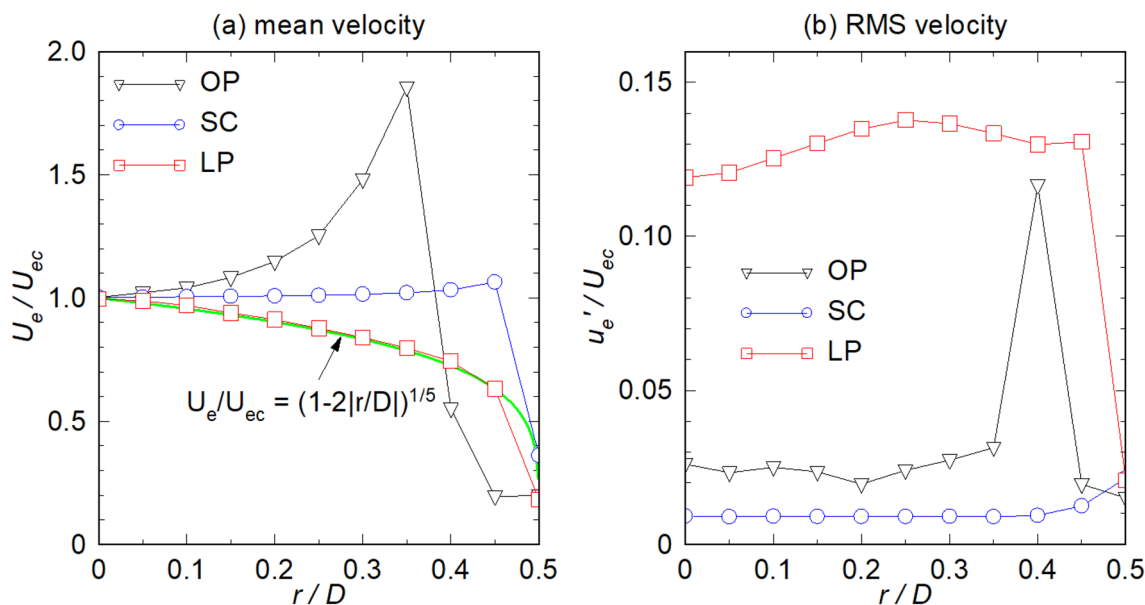 (a) mean velocity
2.0
1.5
1.0
0.5
0
U_e / U_ec
OP
SC
LP
U_e/U_ec = (1-2|r/D|)^1/5
0 0.1 0.2 0.3 0.4 0.5
r / D
(b) RMS velocity
0.15
0.10
0.05
0
u_e' / U_ec
OP
SC
LP
0 0.1 0.2 0.3 0.4 0.5
r / D